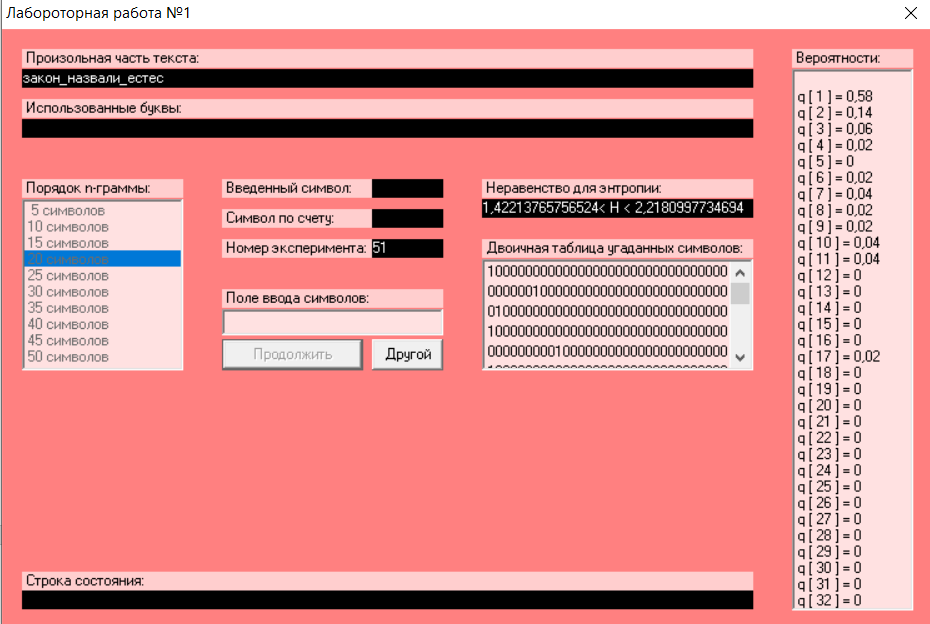 Лабороторная работа №1
Произольная часть текста:
закон_назвали_естес
Использованные буквы:
Порядок n-граммы:
5 символов
10 символов
15 символов
20 символов
25 символов
30 символов
35 символов
40 символов
45 символов
50 символов
Введенный символ:
Символ по счету:
Номер эксперимента: 51
Поле ввода символов:
Продолжить
Другой
Неравенство для энтропии:
1,42213765756524< H < 2,2180997734694
Двоичная таблица угаданных символов:
10000000000000000000000000000000
00000010000000000000000000000000
01000000000000000000000000000000
10000000000000000000000000000000
00000000010000000000000000000000
10000000000000000000000000000000
Строка состояния:
Вероятности:
q [ 1 ] = 0,58
q [ 2 ] = 0,14
q [ 3 ] = 0,06
q [ 4 ] = 0,02
q [ 5 ] = 0
q [ 6 ] = 0,02
q [ 7 ] = 0,04
q [ 8 ] = 0,02
q [ 9 ] = 0,02
q [ 10 ] = 0,04
q [ 11 ] = 0,04
q [ 12 ] = 0
q [ 13 ] = 0
q [ 14 ] = 0
q [ 15 ] = 0
q [ 16 ] = 0
q [ 17 ] = 0,02
q [ 18 ] = 0
q [ 19 ] = 0
q [ 20 ] = 0
q [ 21 ] = 0
q [ 22 ] = 0
q [ 23 ] = 0
q [ 24 ] = 0
q [ 25 ] = 0
q [ 26 ] = 0
q [ 27 ] = 0
q [ 28 ] = 0
q [ 29 ] = 0
q [ 30 ] = 0
q [ 31 ] = 0
q [ 32 ] = 0